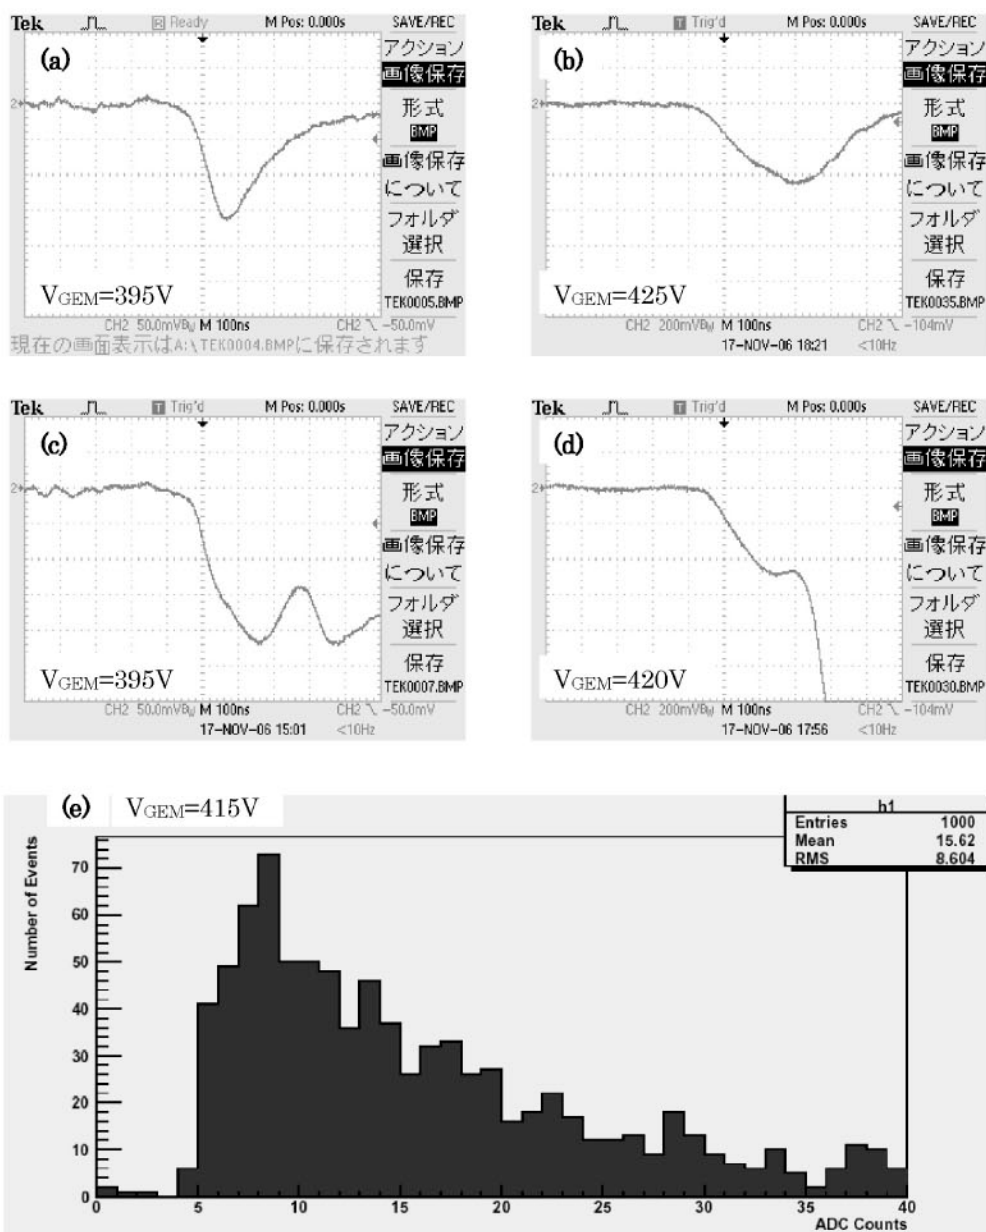 Tek Ready M Pos: 0.000s SAVE/REC
(a)
アクション
画像保存
2
形式
BMP
画像保存
について
フォルダ
選択
保存
TEK0005.BMP
VGEM=395V
CH2 50.0mVBW M 100ns CH2 -50.0mV
現在の画面表示はA:\TEK0004.BMPに保存されます
Tek Trig'd M Pos: 0.000s SAVE/REC
(b)
アクション
画像保存
2
形式
BMP
画像保存
について
フォルダ
選択
保存
TEK0035.BMP
VGEM=425V
CH2 200mVBW M 100ns CH2 -104mV
17-NOV-06 18:21 <10Hz
Tek Trig'd M Pos: 0.000s SAVE/REC
(c)
アクション
画像保存
2
形式
BMP
画像保存
について
フォルダ
選択
保存
TEK0007.BMP
VGEM=395V
CH2 50.0mVBW M 100ns CH2 -50.0mV
17-NOV-06 15:01 <10Hz
Tek Trig'd M Pos: 0.000s SAVE/REC
(d)
アクション
画像保存
2
形式
BMP
画像保存
について
フォルダ
選択
保存
TEK0030.BMP
VGEM=420V
CH2 200mVBW M 100ns CH2 -104mV
17-NOV-06 17:56 <10Hz
(e) VGEM=415V
h1
Entries 1000
Mean 15.62
RMS 8.604
Number of Events
70
60
50
40
30
20
10
0
0 5 10 15 20 25 30 35 40
ADC Counts